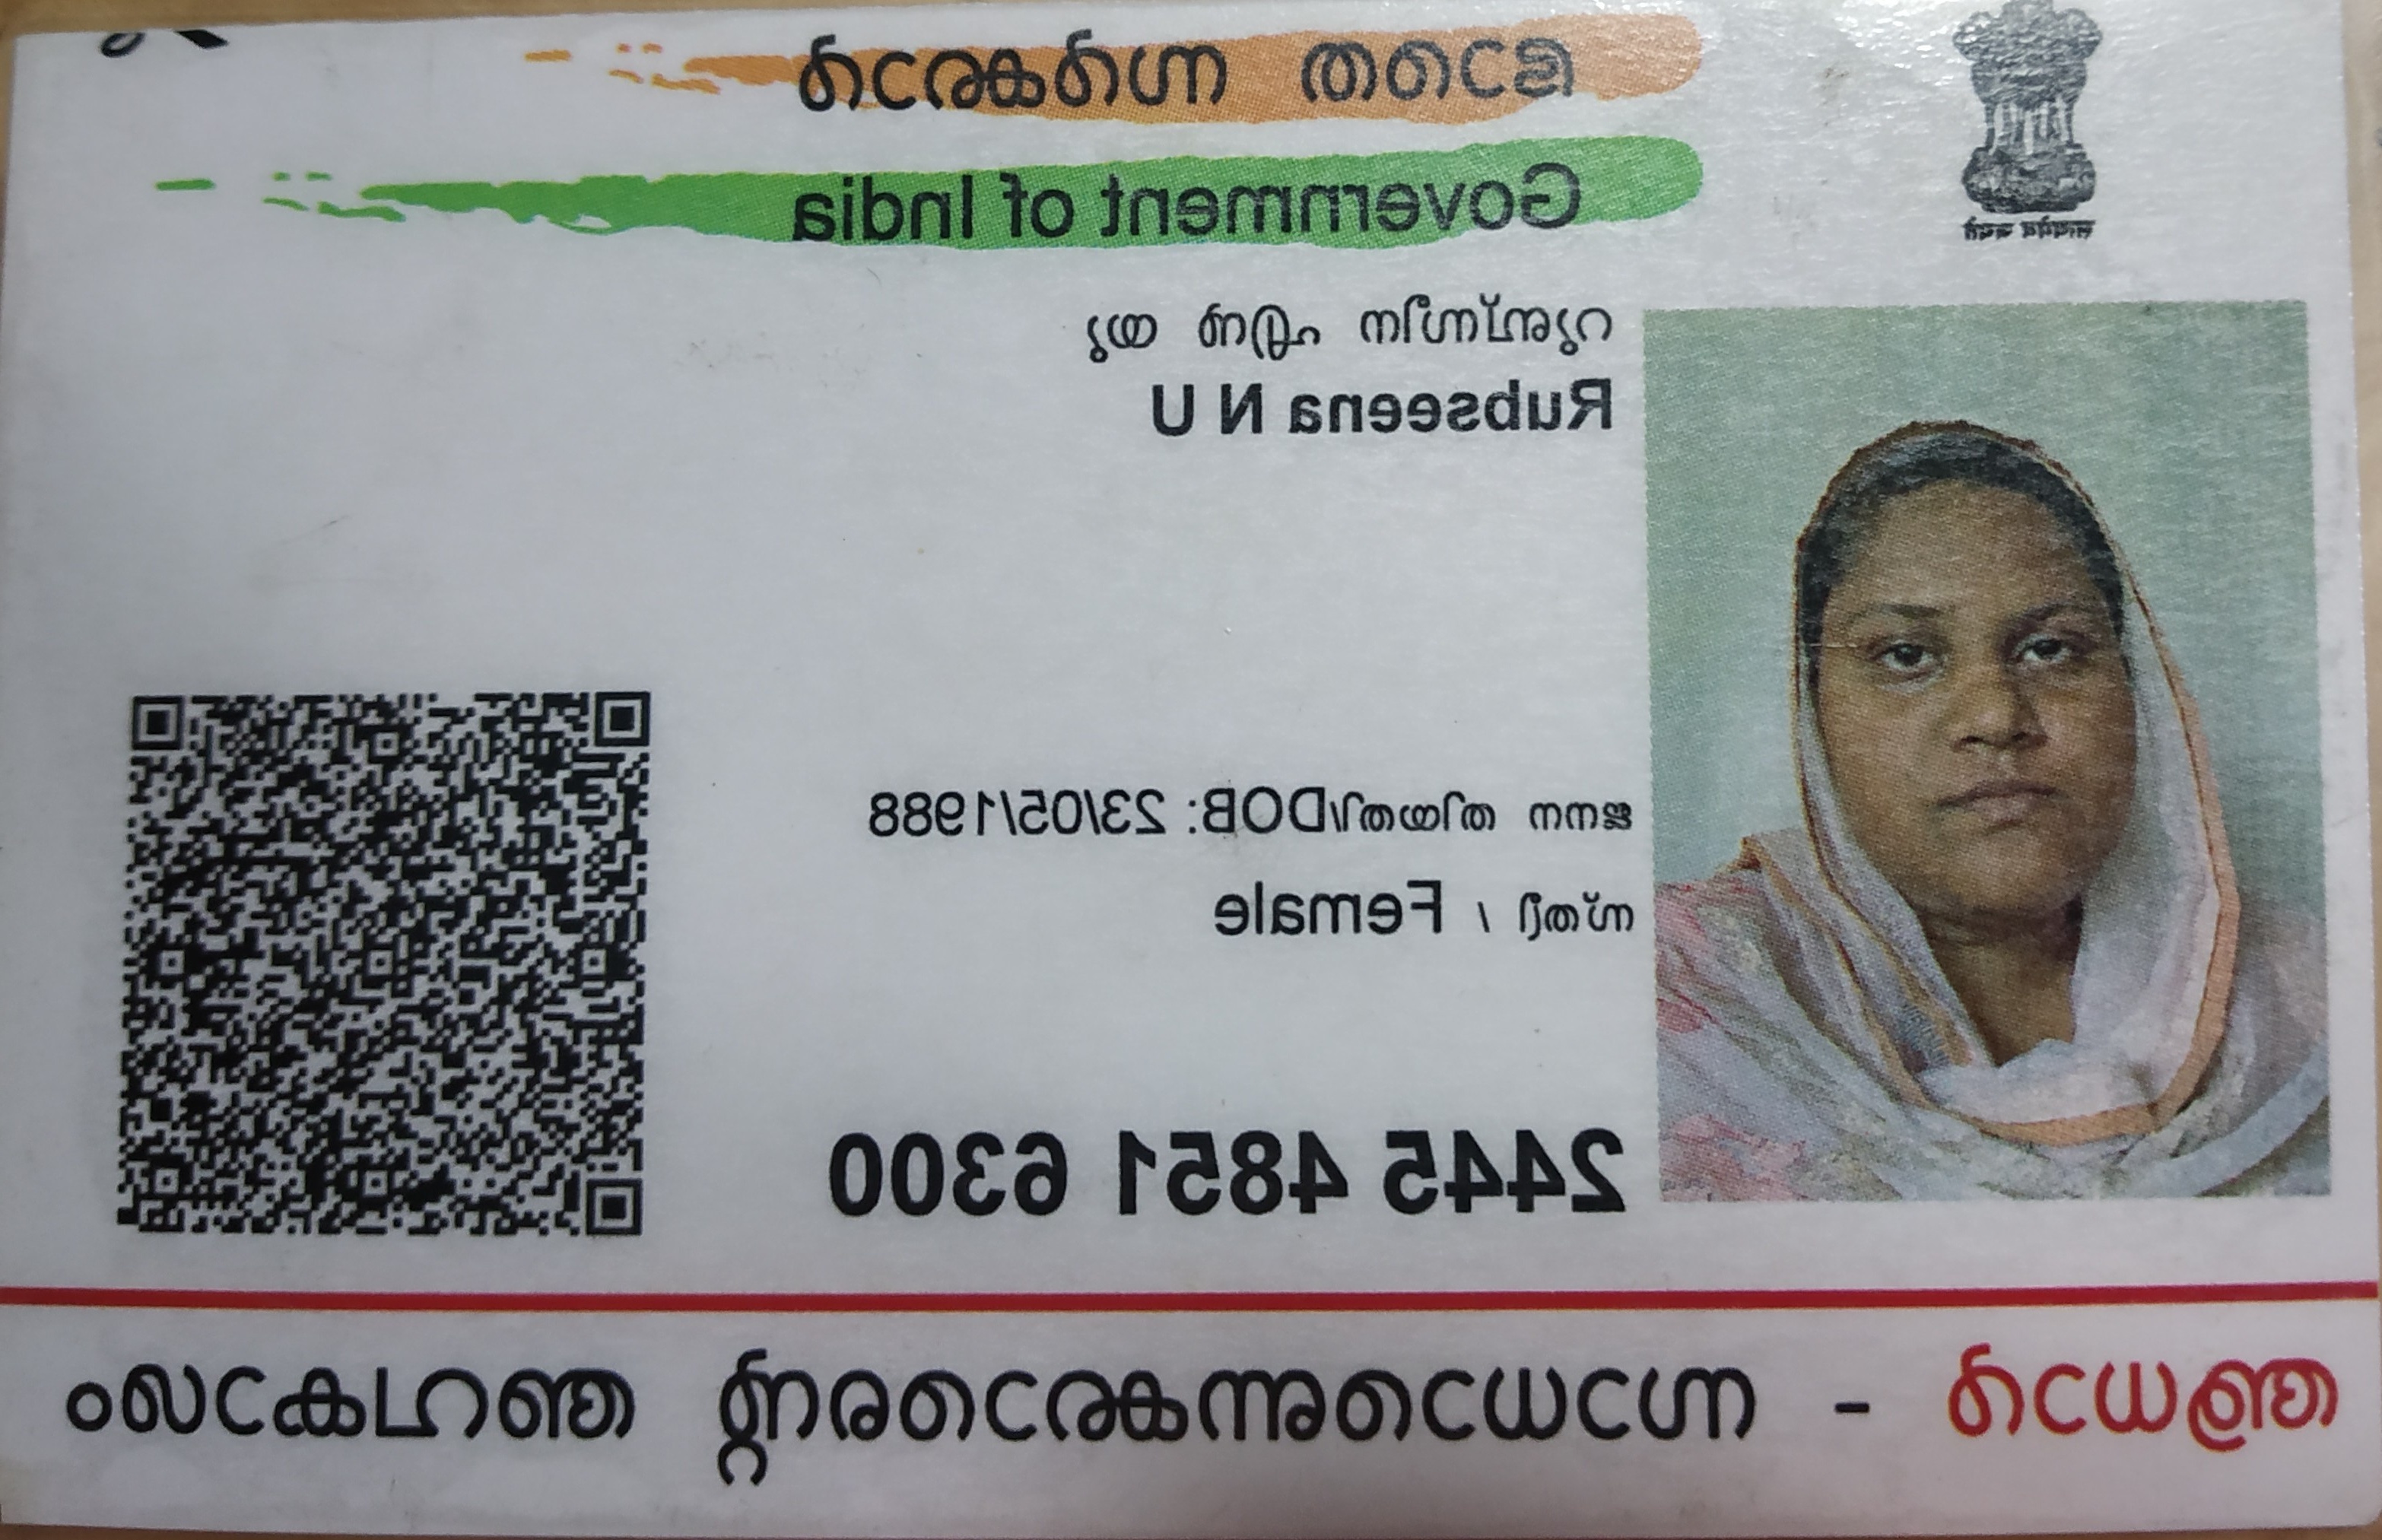 ഭാരത സർക്കാർ
Government of India
റുബ്സീന എൻ യു
Rubseena N U
ജനന തിയതി/DOB: 23/05/1988
സ്ത്രീ / Female
2445 4851 6300
ആധാർ - സാധാരണക്കാരന്റെ അവകാശം